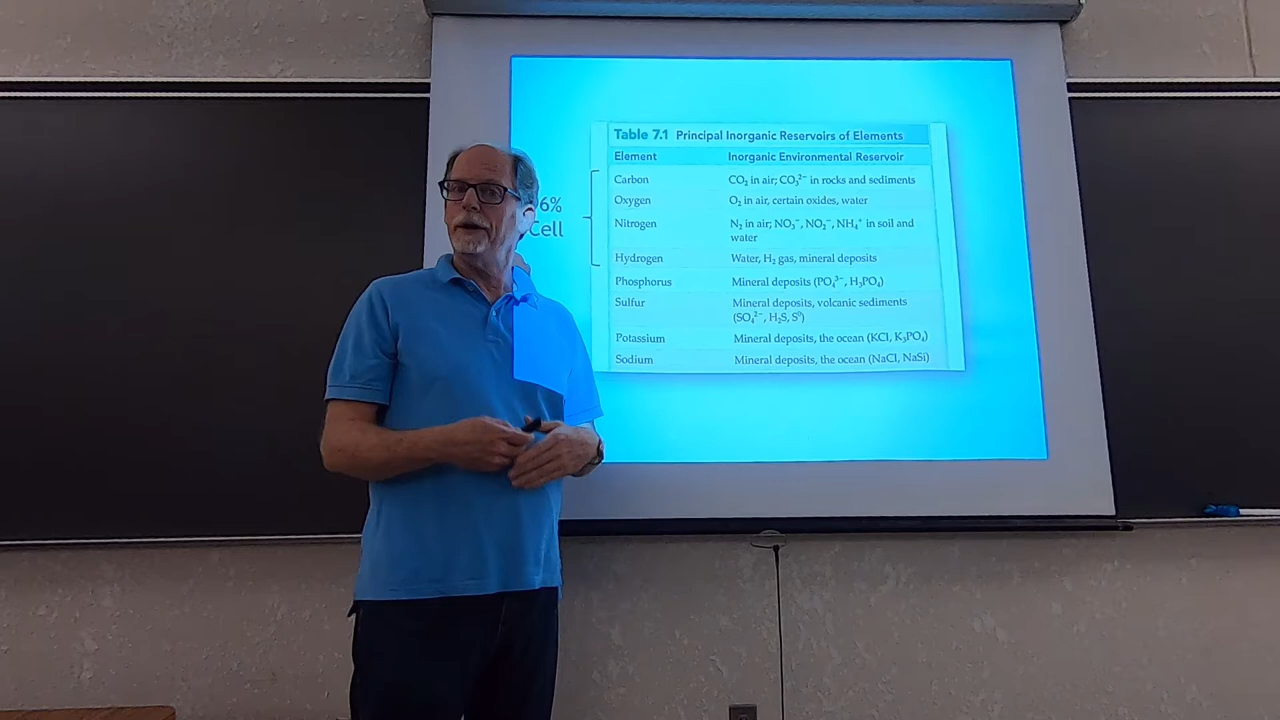 Table 7.1 Principal Inorganic Reservoirs of Elements
Element Inorganic Environmental Reservoir
Carbon CO₂ in air; CO₃²⁻ in rocks and sediments
Oxygen O₂ in air, certain oxides, water
6%
Cell
Nitrogen N₂ in air; NO₃⁻, NO₂⁻, NH₄⁺ in soil and
water
Hydrogen Water, H₂ gas, mineral deposits
Phosphorus Mineral deposits (PO₄³⁻, H₃PO₄)
Sulfur Mineral deposits, volcanic sediments
(SO₄²⁻, H₂S, S⁰)
Potassium Mineral deposits, the ocean (KCl, K₃PO₄)
Sodium Mineral deposits, the ocean (NaCl, NaSi)